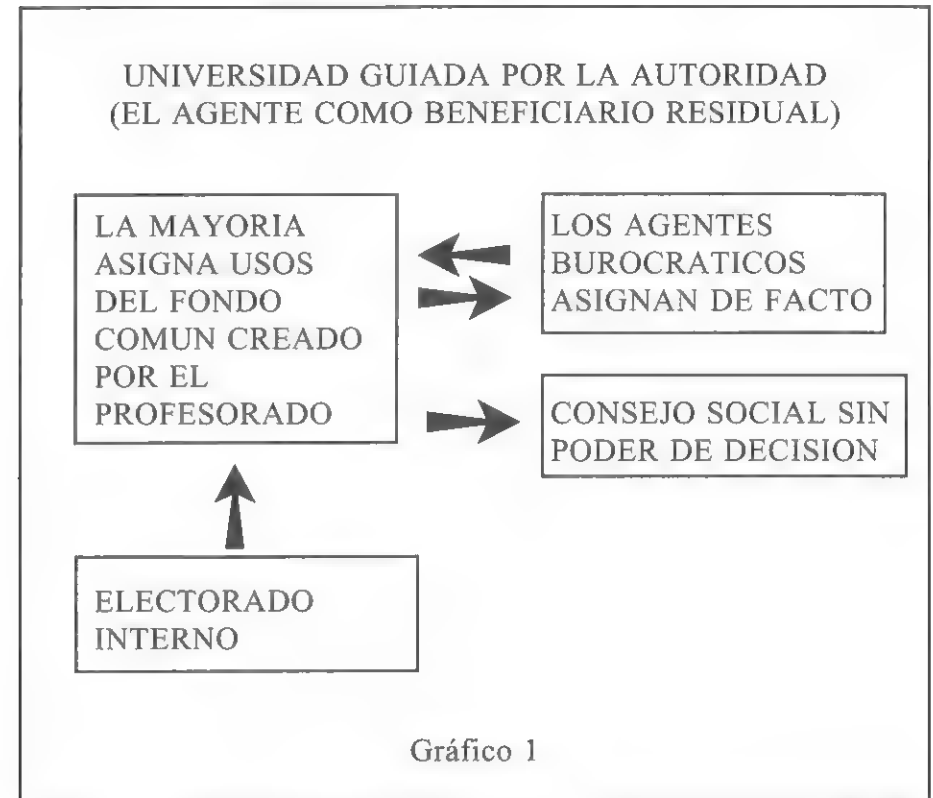 UNIVERSIDAD GUIADA POR LA AUTORIDAD
(EL AGENTE COMO BENEFICIARIO RESIDUAL)
LA MAYORIA
ASIGNA USOS
DEL FONDO
COMUN CREADO
POR EL
PROFESORADO
LOS AGENTES
BUROCRATICOS
ASIGNAN DE FACTO
CONSEJO SOCIAL SIN
PODER DE DECISION
ELECTORADO
INTERNO
Gráfico 1